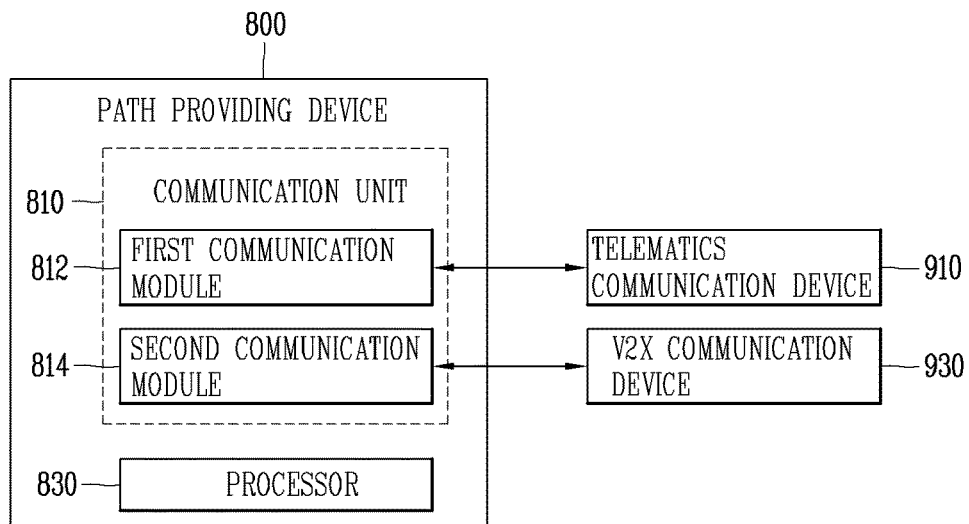 800
PATH PROVIDING DEVICE
810
COMMUNICATION UNIT
812
FIRST COMMUNICATION
MODULE
TELEMATICS
COMMUNICATION DEVICE
910
814
SECOND COMMUNICATION
MODULE
V2X COMMUNICATION
DEVICE
930
830
PROCESSOR